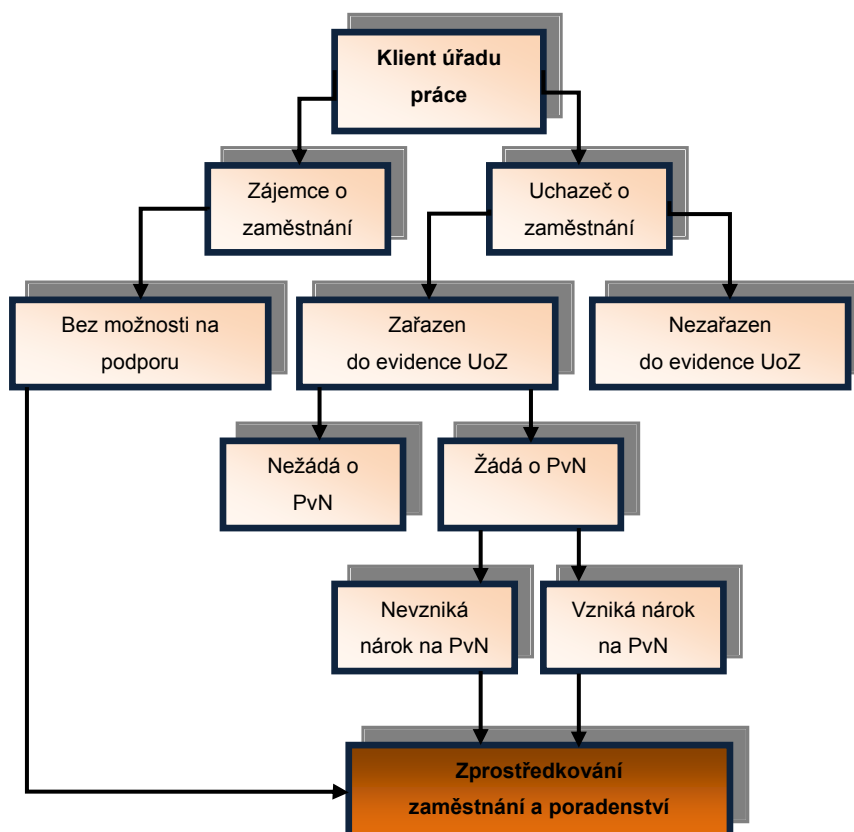 Klient úřadu
práce
Zájemce o
zaměstnání
Uchazeč o
zaměstnání
Bez možnosti na
podporu
Zařazen
do evidence UoZ
Nezařazen
do evidence UoZ
Nežádá o
PvN
Žádá o PvN
Nevzniká
nárok na PvN
Vzniká nárok
na PvN
Zprostředkování
zaměstnání a poradenství